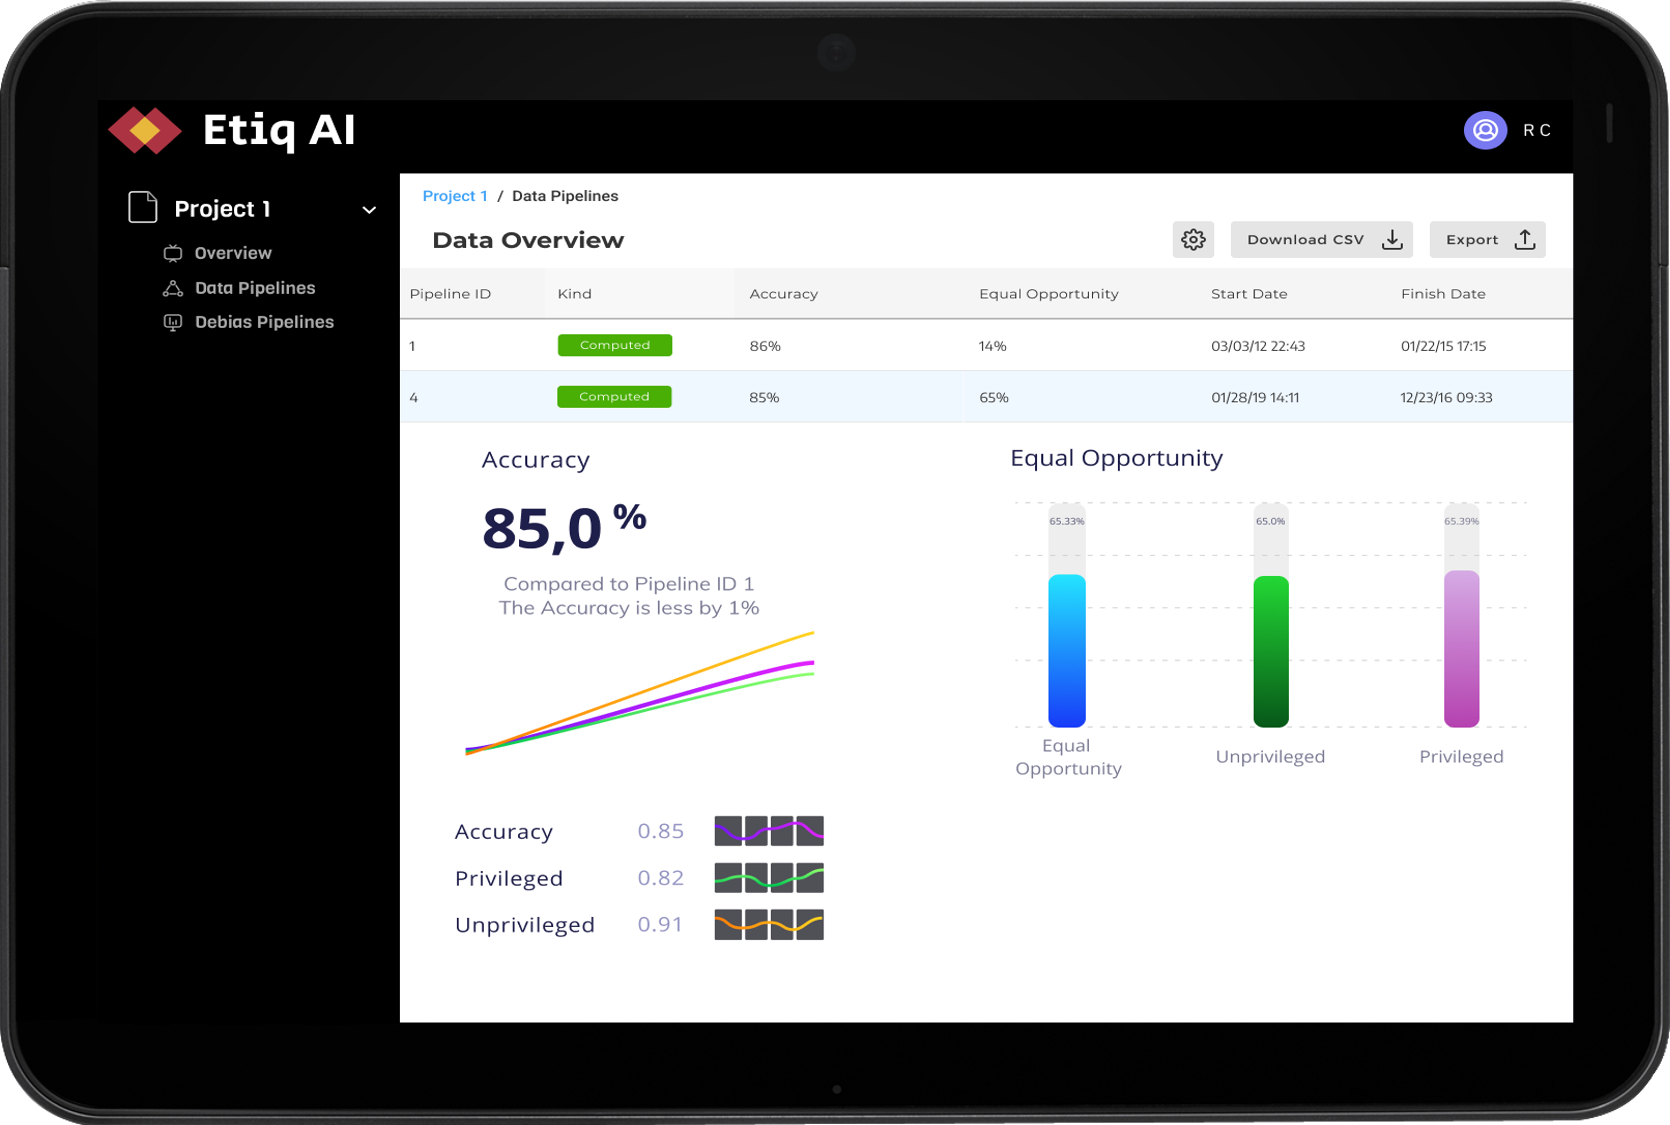 Etiq AI
R C
Project 1
Overview
Data Pipelines
Debias Pipelines
Project 1 / Data Pipelines
Data Overview
Download CSV
Export
Pipeline ID Kind Accuracy Equal Opportunity Start Date Finish Date
1 Computed 86% 14% 03/03/12 22:43 01/22/15 17:15
4 Computed 85% 65% 01/28/19 14:11 12/23/16 09:33
Accuracy
85,0 %
Compared to Pipeline ID 1
The Accuracy is less by 1%
Equal Opportunity
65.33% 65.0% 65.39%
Equal
Opportunity
Unprivileged
Privileged
Accuracy 0.85
Privileged 0.82
Unprivileged 0.91